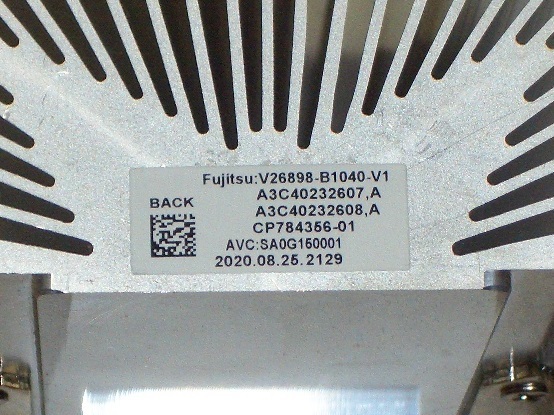 Fujitsu:V26898-B1040-V1
A3C40232607,A
BACK
A3C40232608,A
CP784356-01
AVC:SA0G150001
2020.08.25.2129